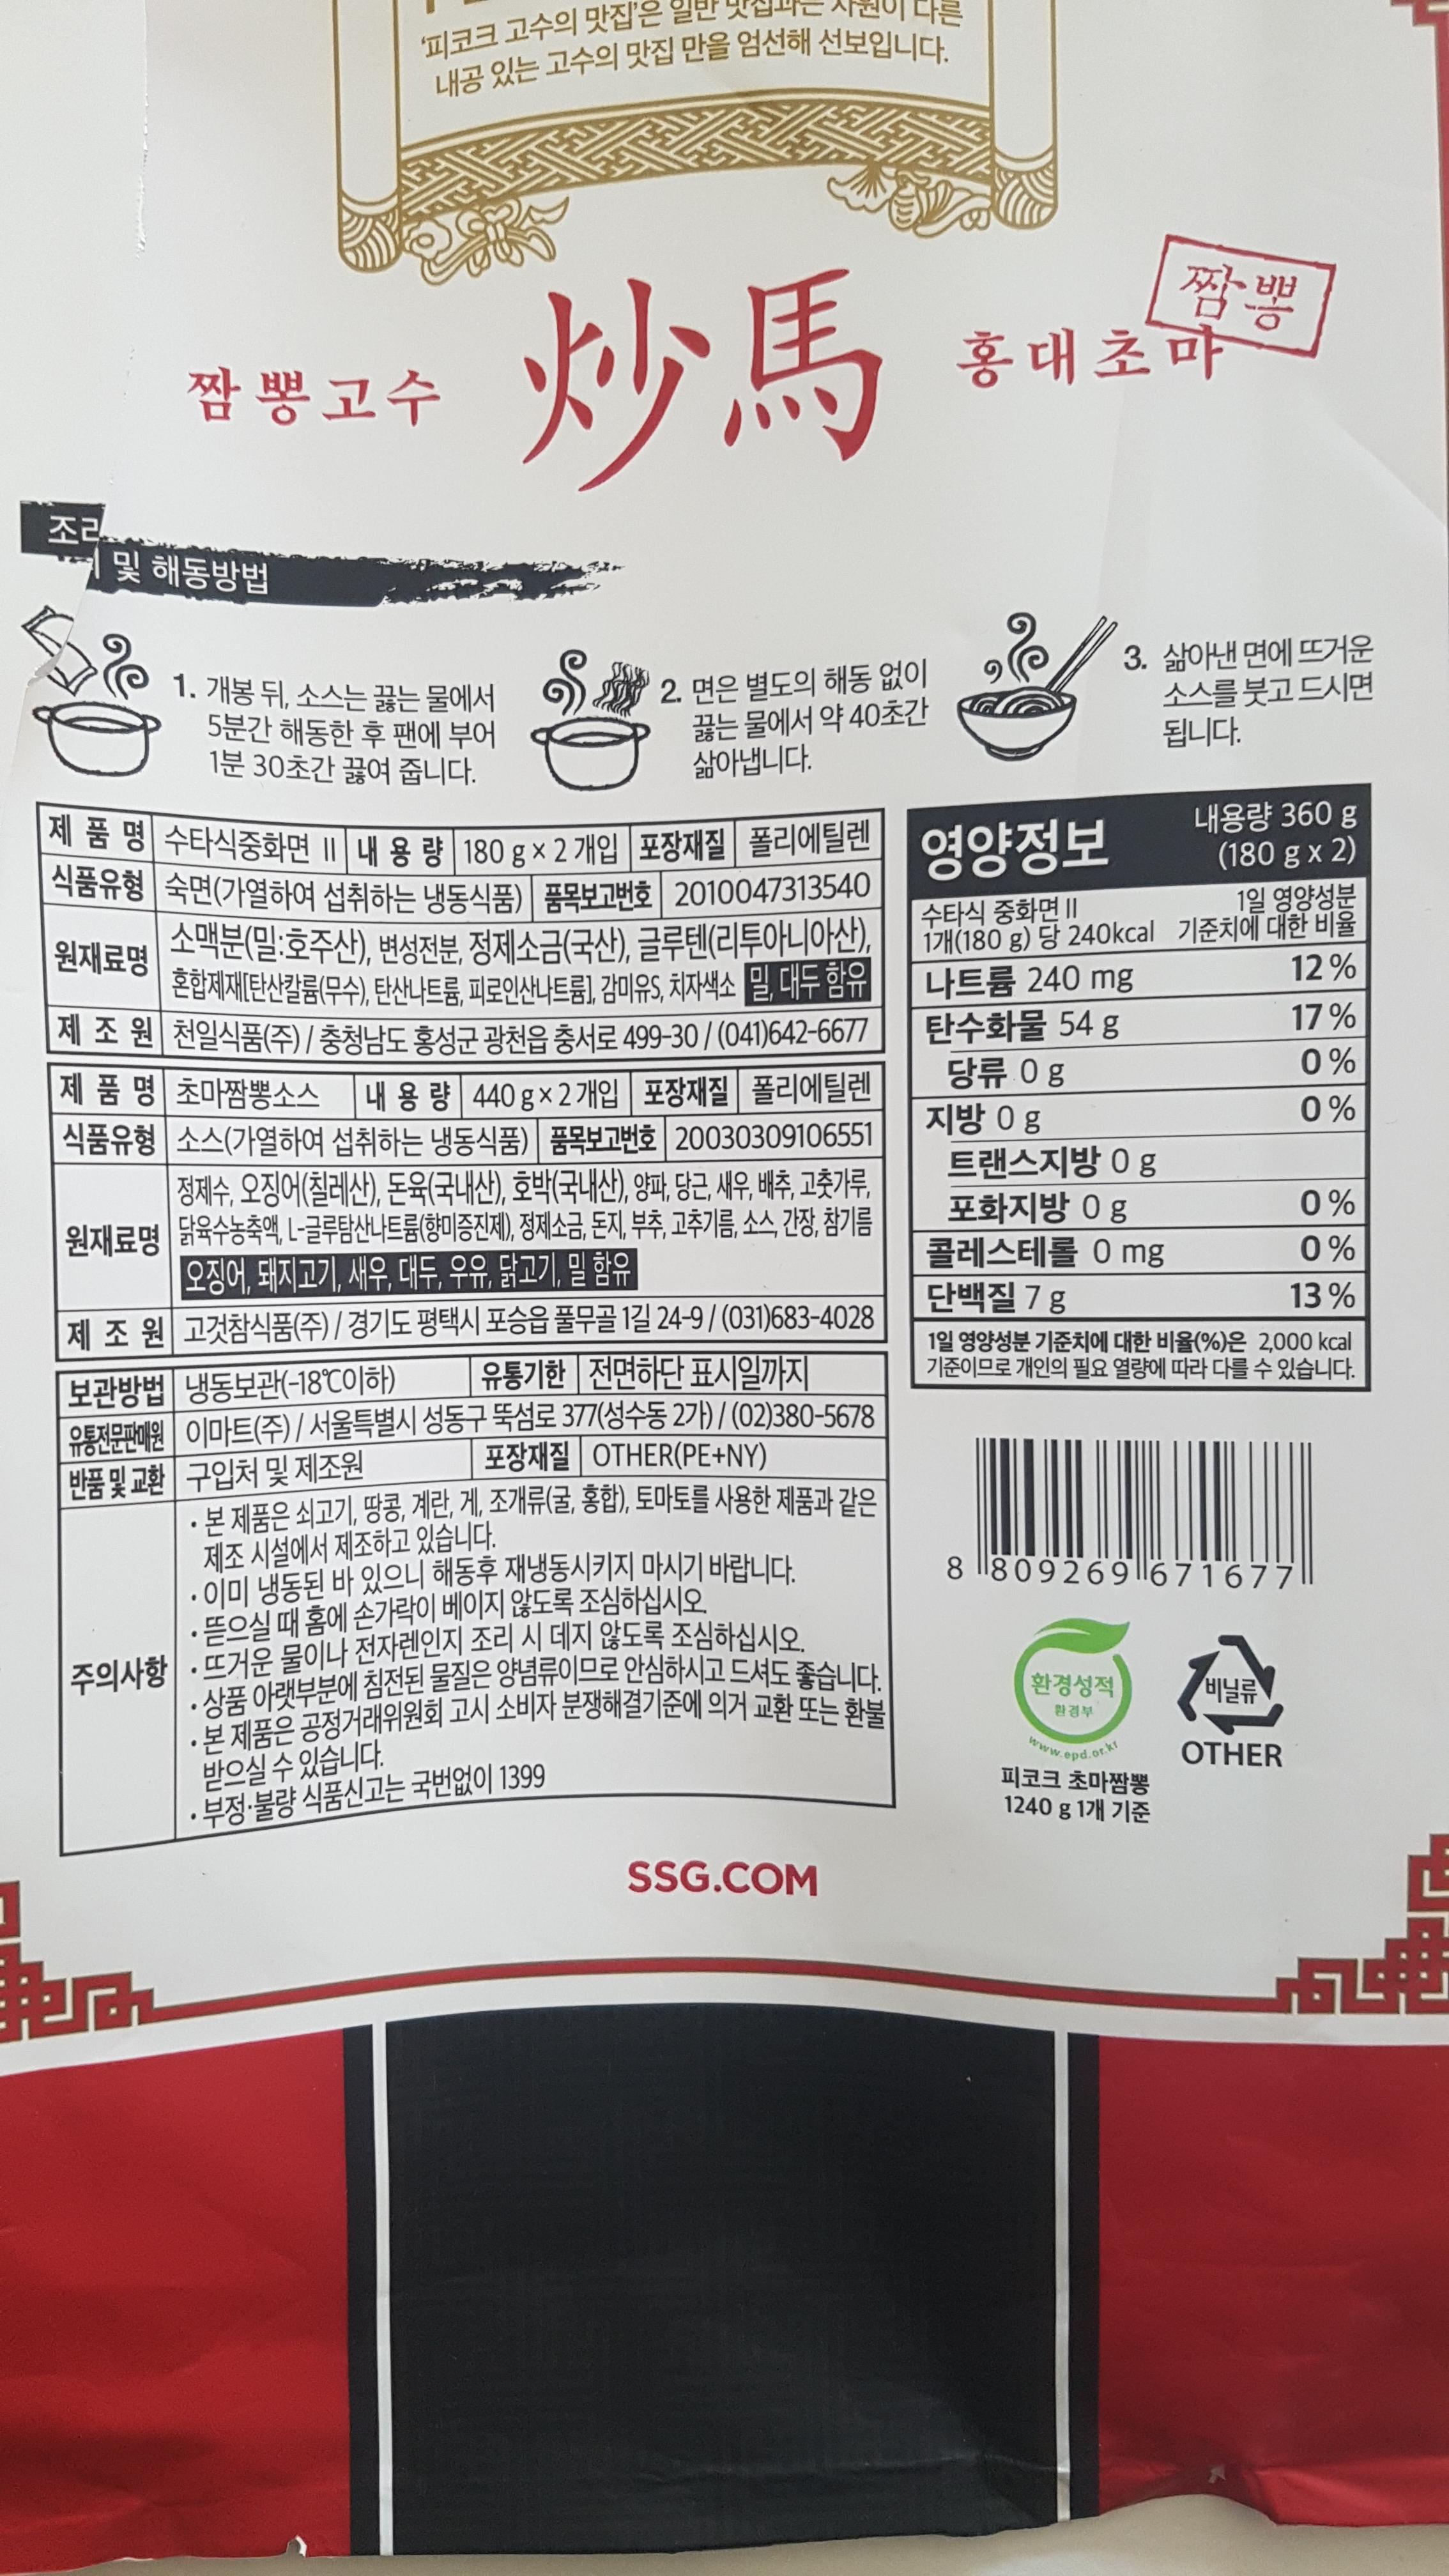 '피코크 고수의 맛집'은 일반 맛집과는 차원이 다른
내공 있는 고수의 맛집 만을 엄선해 선보입니다.
짬뽕
짬뽕고수 炒馬 홍대초마
조리
및 해동방법
1. 개봉 뒤, 소스는 끓는 물에서
5분간 해동한 후 팬에 부어
1분 30초간 끓여 줍니다.
2. 면은 별도의 해동 없이
끓는 물에서 약 40초간
삶아냅니다.
3. 삶아낸 면에 뜨거운
소스를 붓고 드시면
됩니다.
제품명 수타식중화면 II 내용량 180 g × 2 개입 포장재질 폴리에틸렌
식품유형 숙면(가열하여 섭취하는 냉동식품) 품목보고번호 2010047313540
원재료명 소맥분(밀:호주산), 변성전분, 정제소금(국산), 글루텐(리투아니아산),
혼합제재[탄산칼륨(무수), 탄산나트륨, 피로인산나트륨], 감미유S, 치자색소 밀, 대두 함유
제조원 천일식품(주) / 충청남도 홍성군 광천읍 충서로 499-30 / (041)642-6677
제품명 초마짬뽕소스 내용량 440 g × 2 개입 포장재질 폴리에틸렌
식품유형 소스(가열하여 섭취하는 냉동식품) 품목보고번호 20030309106551
원재료명 정제수, 오징어(칠레산), 돈육(국내산), 호박(국내산), 양파, 당근, 새우, 배추, 고춧가루,
닭육수농축액, L-글루탐산나트륨(향미증진제), 정제소금, 돈지, 부추, 고추기름, 소스, 간장, 참기름
오징어, 돼지고기, 새우, 대두, 우유, 닭고기, 밀 함유
제조원 고것참식품(주) / 경기도 평택시 포승읍 풀무골 1길 24-9 / (031)683-4028
보관방법 냉동보관(-18℃이하) 유통기한 전면하단 표시일까지
유통전문판매원 이마트(주) / 서울특별시 성동구 뚝섬로 377(성수동 2가) / (02)380-5678
반품 및 교환 구입처 및 제조원 포장재질 OTHER(PE+NY)
주의사항
• 본 제품은 쇠고기, 땅콩, 계란, 게, 조개류(굴, 홍합), 토마토를 사용한 제품과 같은
제조 시설에서 제조하고 있습니다.
• 이미 냉동된 바 있으니 해동후 재냉동시키지 마시기 바랍니다.
• 뜯으실 때 홈에 손가락이 베이지 않도록 조심하십시오.
• 뜨거운 물이나 전자렌인지 조리 시 데지 않도록 조심하십시오.
• 상품 아랫부분에 침전된 물질은 양념류이므로 안심하시고 드셔도 좋습니다.
• 본 제품은 공정거래위원회 고시 소비자 분쟁해결기준에 의거 교환 또는 환불
받으실 수 있습니다.
• 부정·불량 식품신고는 국번없이 1399
영양정보 내용량 360 g
(180 g x 2)
수타식 중화면 II 1일 영양성분
1개(180 g) 당 240kcal 기준치에 대한 비율
나트륨 240 mg 12 %
탄수화물 54 g 17 %
당류 0 g 0 %
지방 0 g 0 %
트랜스지방 0 g
포화지방 0 g 0 %
콜레스테롤 0 mg 0 %
단백질 7 g 13 %
1일 영양성분 기준치에 대한 비율(%)은 2,000 kcal
기준이므로 개인의 필요 열량에 따라 다를 수 있습니다.
8 809269 671677
환경성적
환경부
www.epd.or.kr
피코크 초마짬뽕
1240 g 1개 기준
비닐류
OTHER
SSG.COM